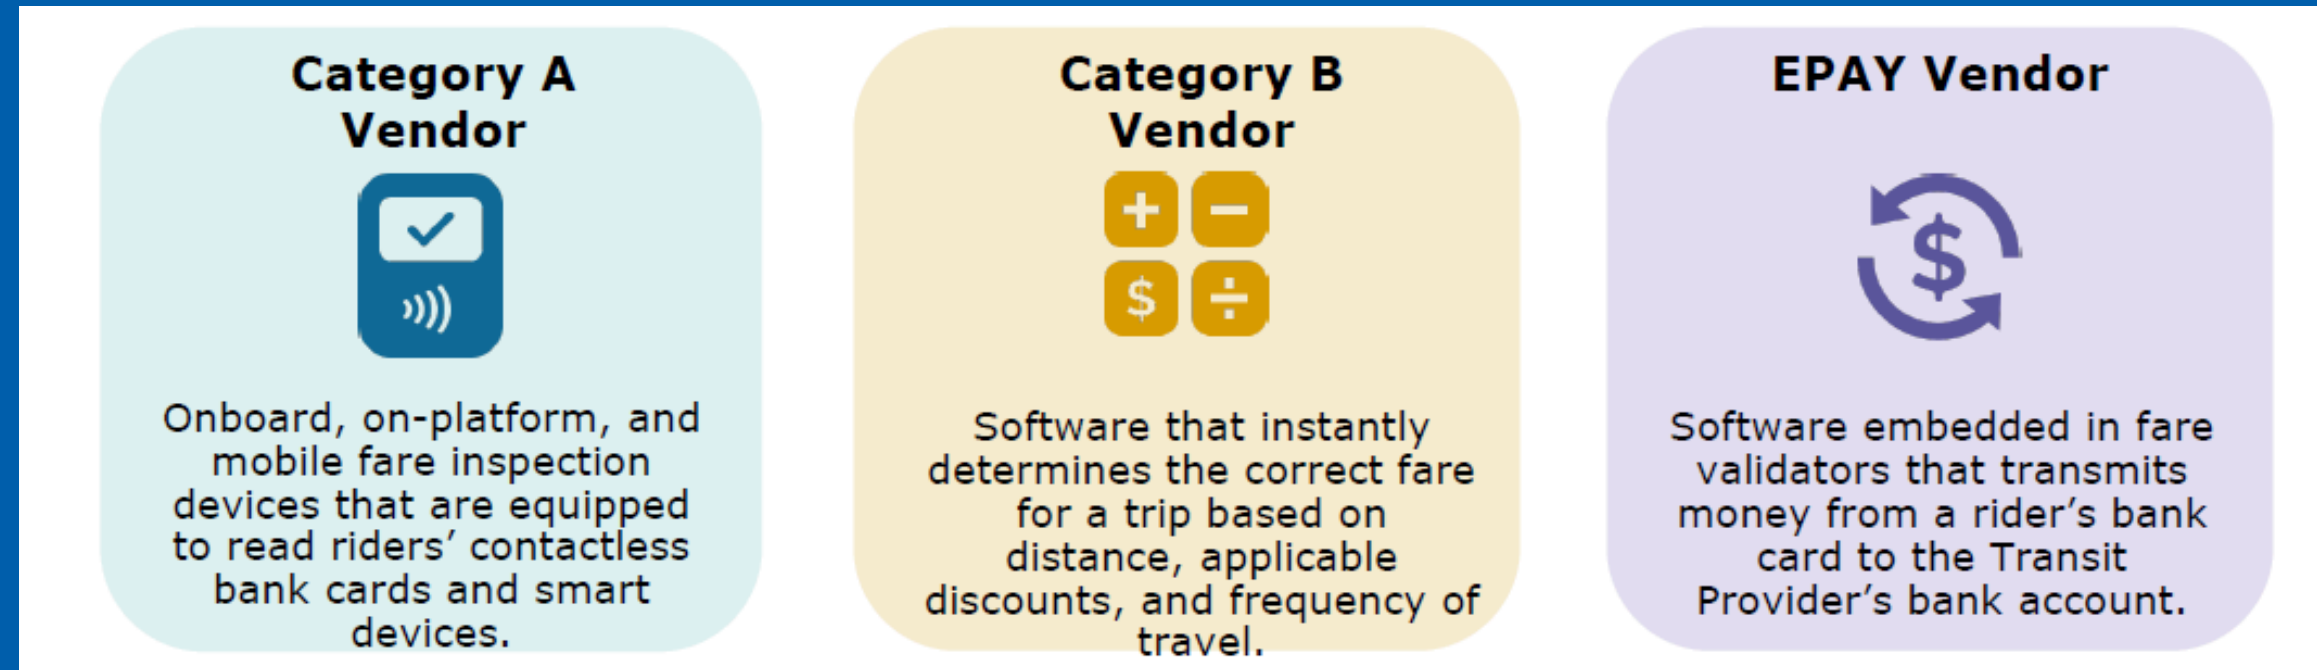 Category A
Vendor
Onboard, on-platform, and
mobile fare inspection
devices that are equipped
to read riders’ contactless
bank cards and smart
devices.
Category B
Vendor
+ −
$ ÷
Software that instantly
determines the correct fare
for a trip based on
distance, applicable
discounts, and frequency of
travel.
EPAY Vendor
$
Software embedded in fare
validators that transmits
money from a rider’s bank
card to the Transit
Provider’s bank account.